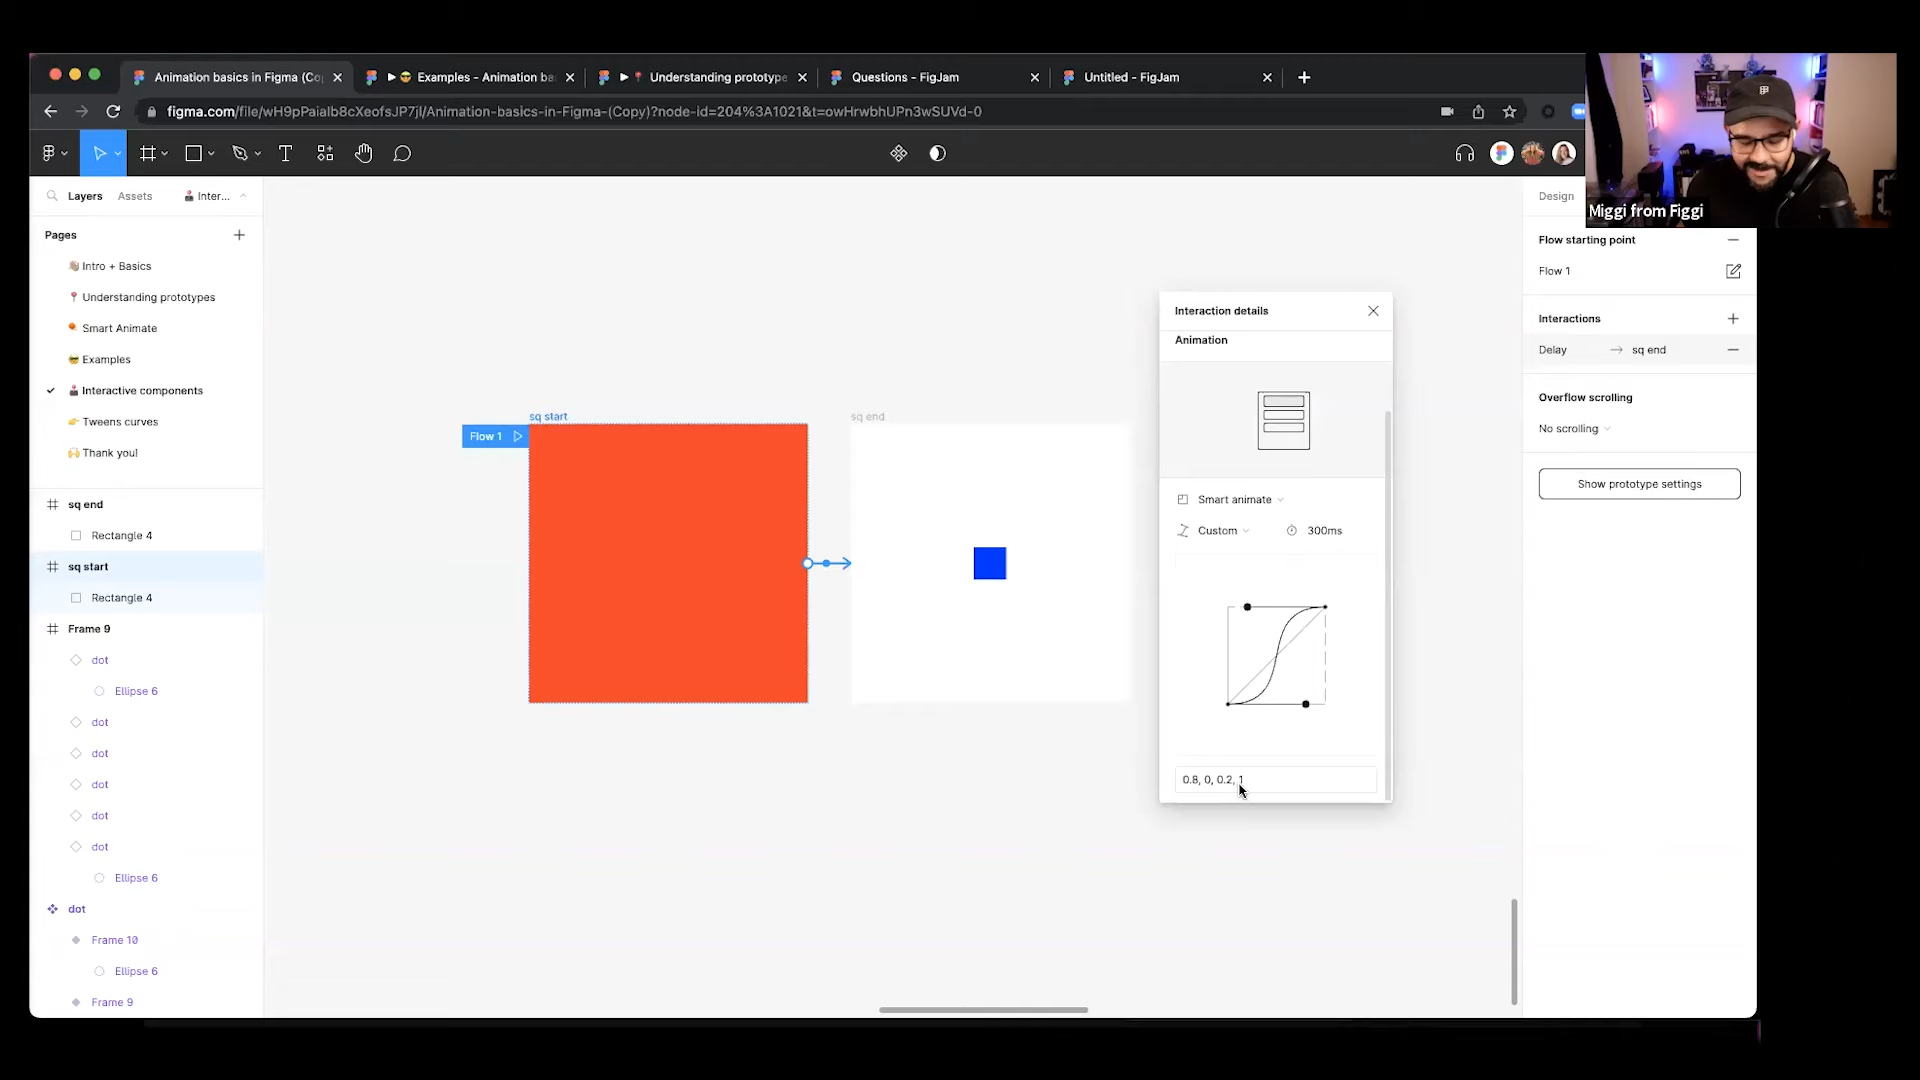 Animation basics in Figma (Co
Examples - Animation ba
Understanding prototype
Questions - FigJam
Untitled - FigJam
figma.com/file/wH9pPaialb8cXeofsJP7jl/Animation-basics-in-Figma-(Copy)?node-id=204%3A1021&t=owHrwbhUPn3wSUVd-0
Miggi from Figgi
Layers
Assets
Inter...
Pages
Intro + Basics
Understanding prototypes
Smart Animate
Examples
Interactive components
Tweens curves
Thank you!
sq end
Rectangle 4
sq start
Rectangle 4
Frame 9
dot
Ellipse 6
dot
dot
dot
dot
dot
Ellipse 6
dot
Frame 10
Ellipse 6
Frame 9
sq start
Flow 1
sq end
Interaction details
Animation
Smart animate
Custom
300ms
0.8, 0, 0.2, 1
Design
Flow starting point
Flow 1
Interactions
Delay
sq end
Overflow scrolling
No scrolling
Show prototype settings